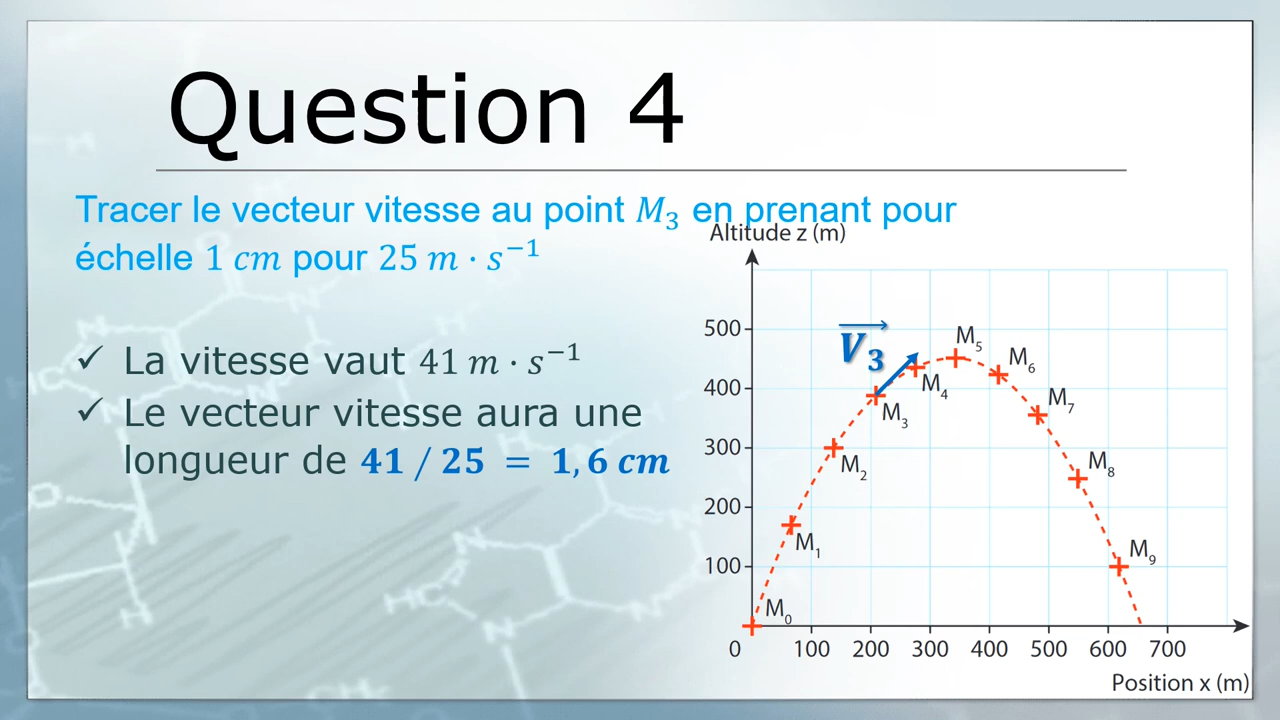 Question 4
Tracer le vecteur vitesse au point M₃ en prenant pour
échelle 1 cm pour 25 m · s⁻¹
✓ La vitesse vaut 41 m · s⁻¹
✓ Le vecteur vitesse aura une
longueur de 41 / 25 = 1,6 cm
Altitude z (m)
500
400
300
200
100
0
100 200 300 400 500 600 700
Position x (m)
V₃
M₀
M₁
M₂
M₃
M₄
M₅
M₆
M₇
M₈
M₉